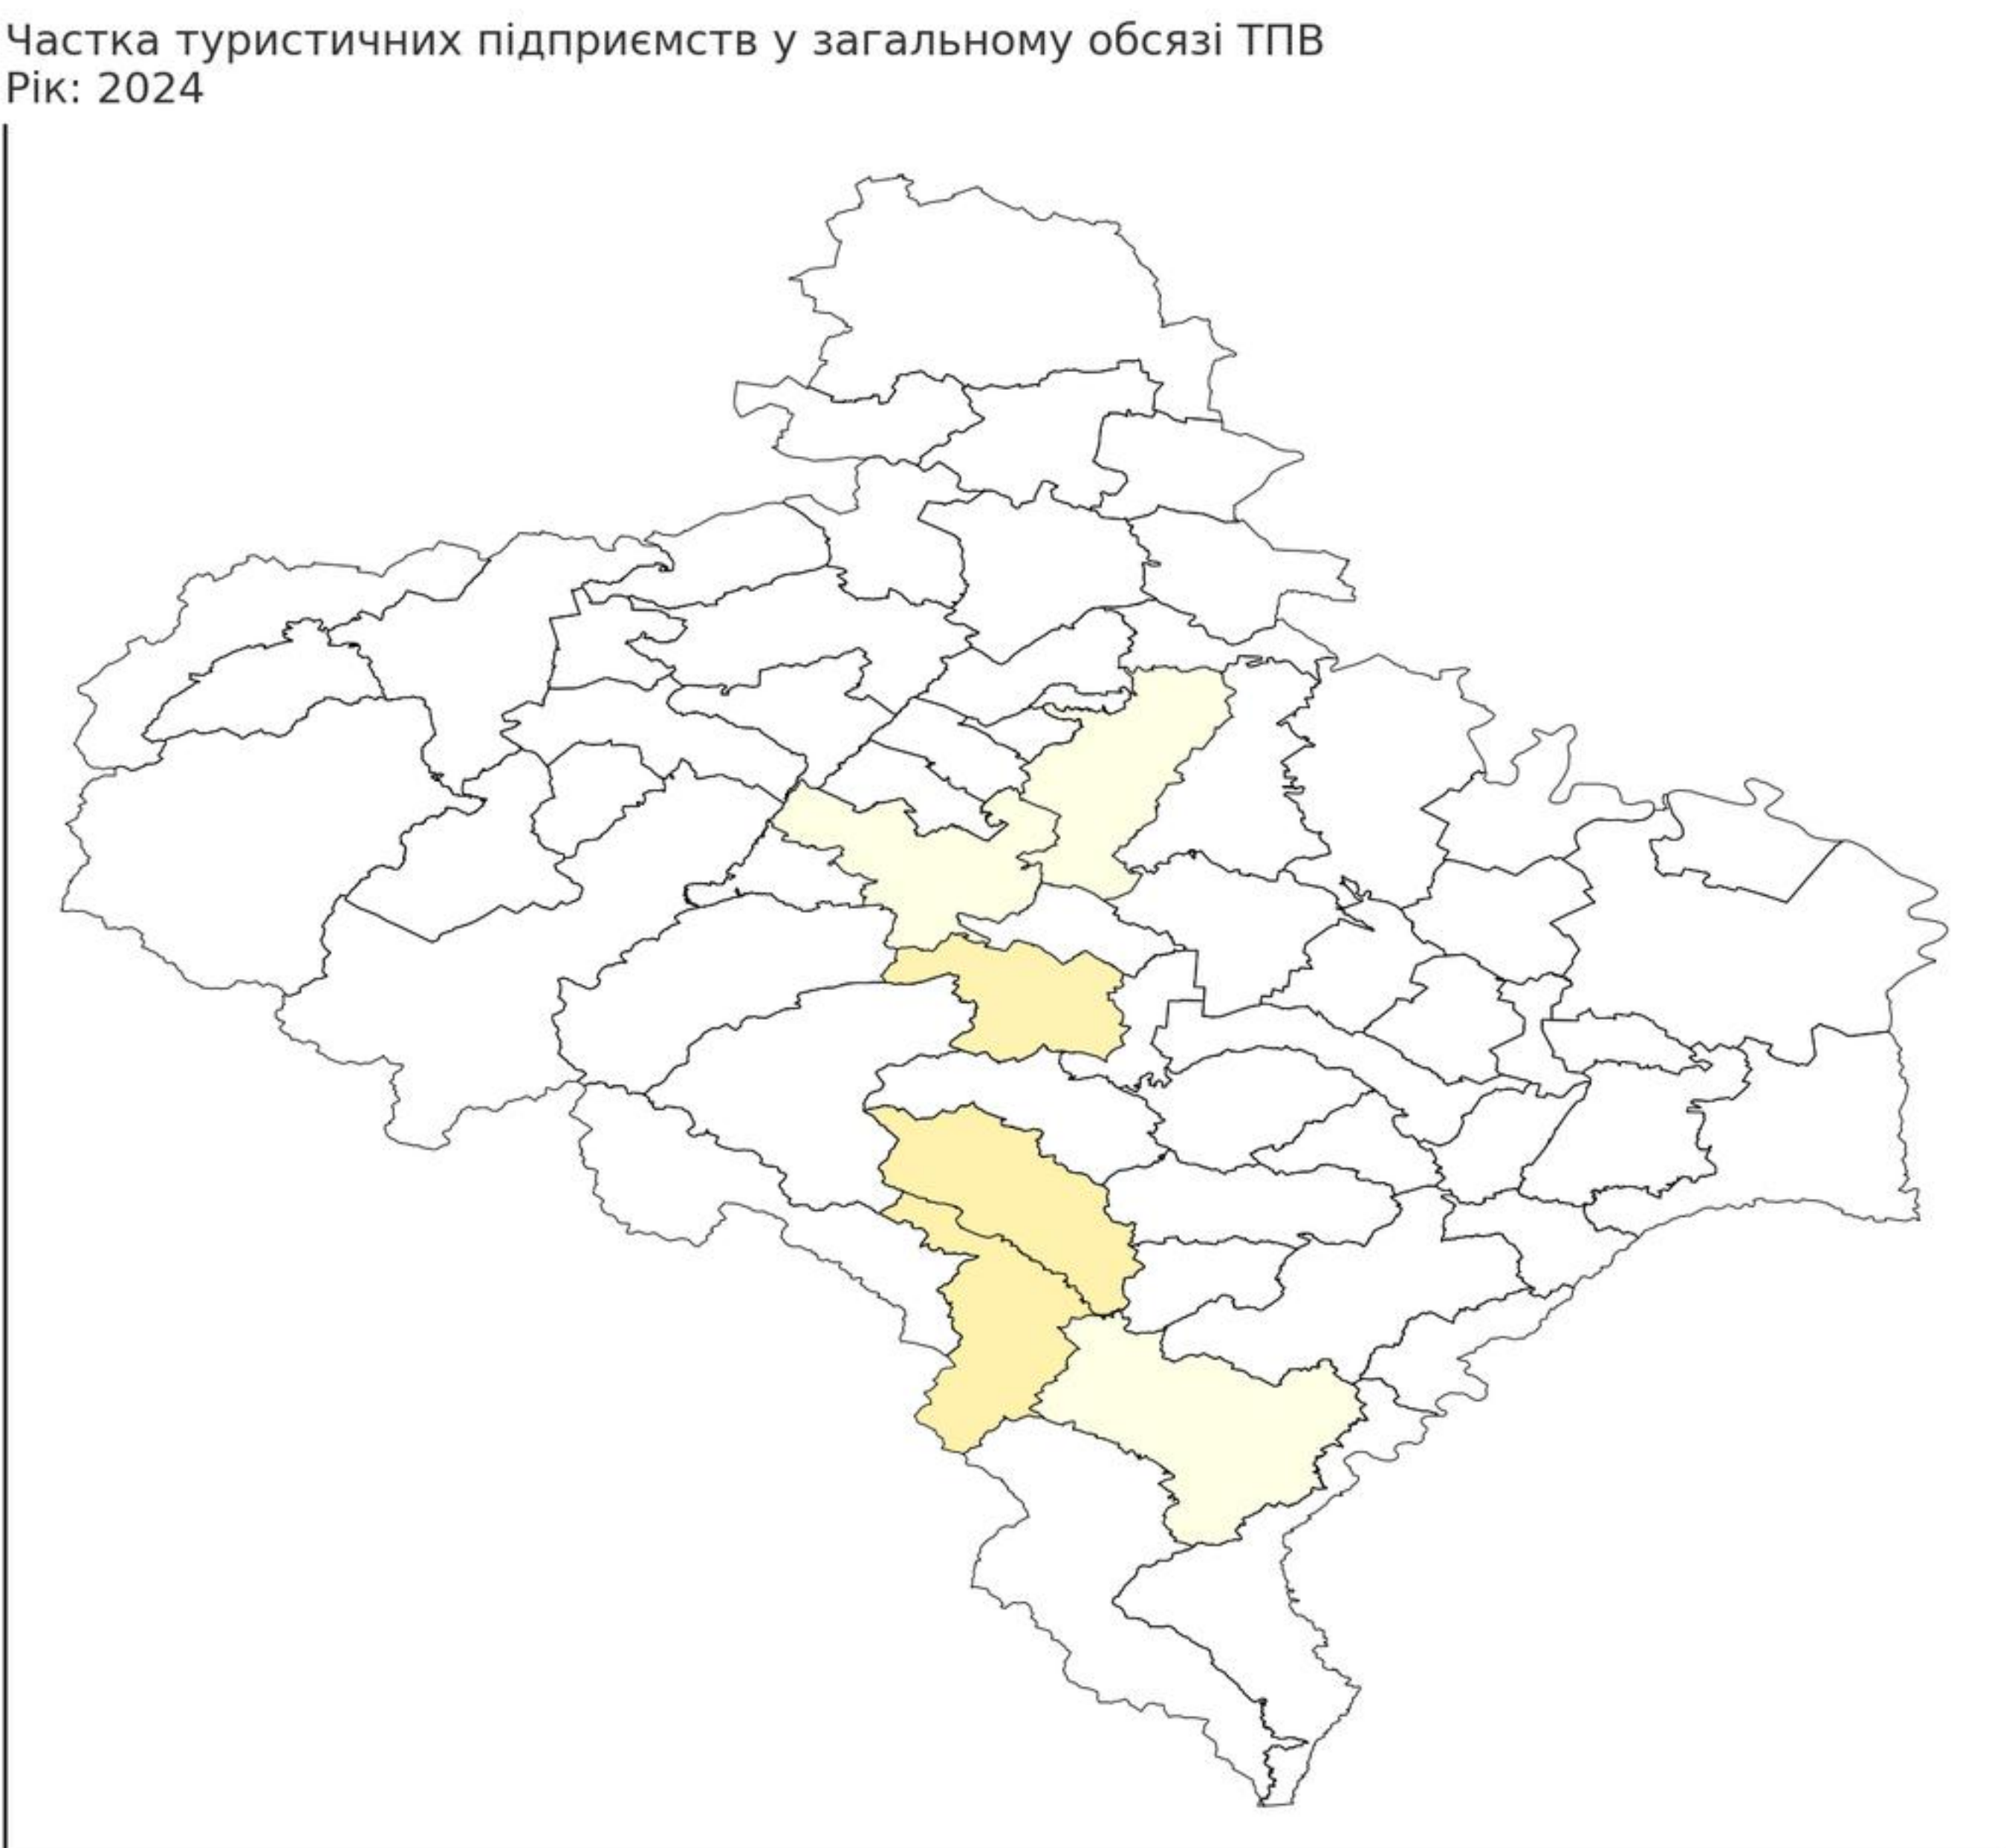 Частка туристичних підприємств у загальному обсязі ТПВ
Рік: 2024